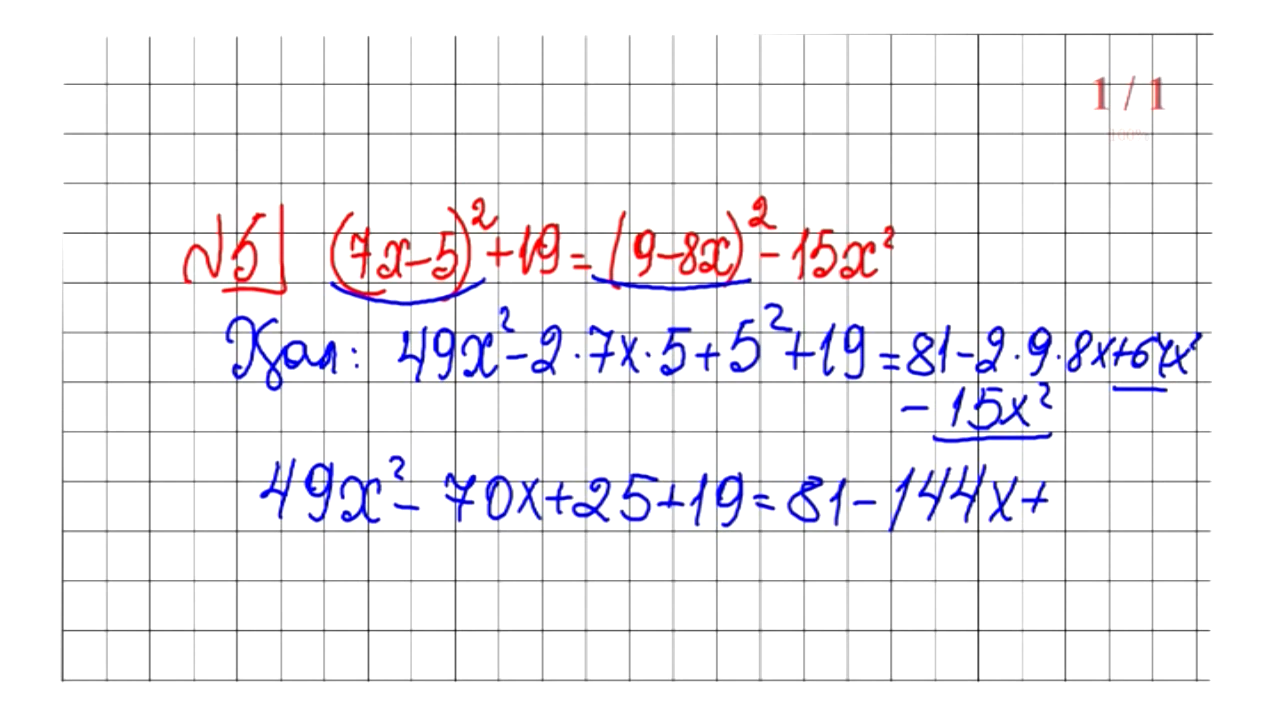 1 / 1
№5 (7x-5)²+19=(9-8x)²-15x²
49x²-2·7x·5+5²+19=81-2·9·8x+64x²
-15x²
49x²-70x+25+19=81-144x+